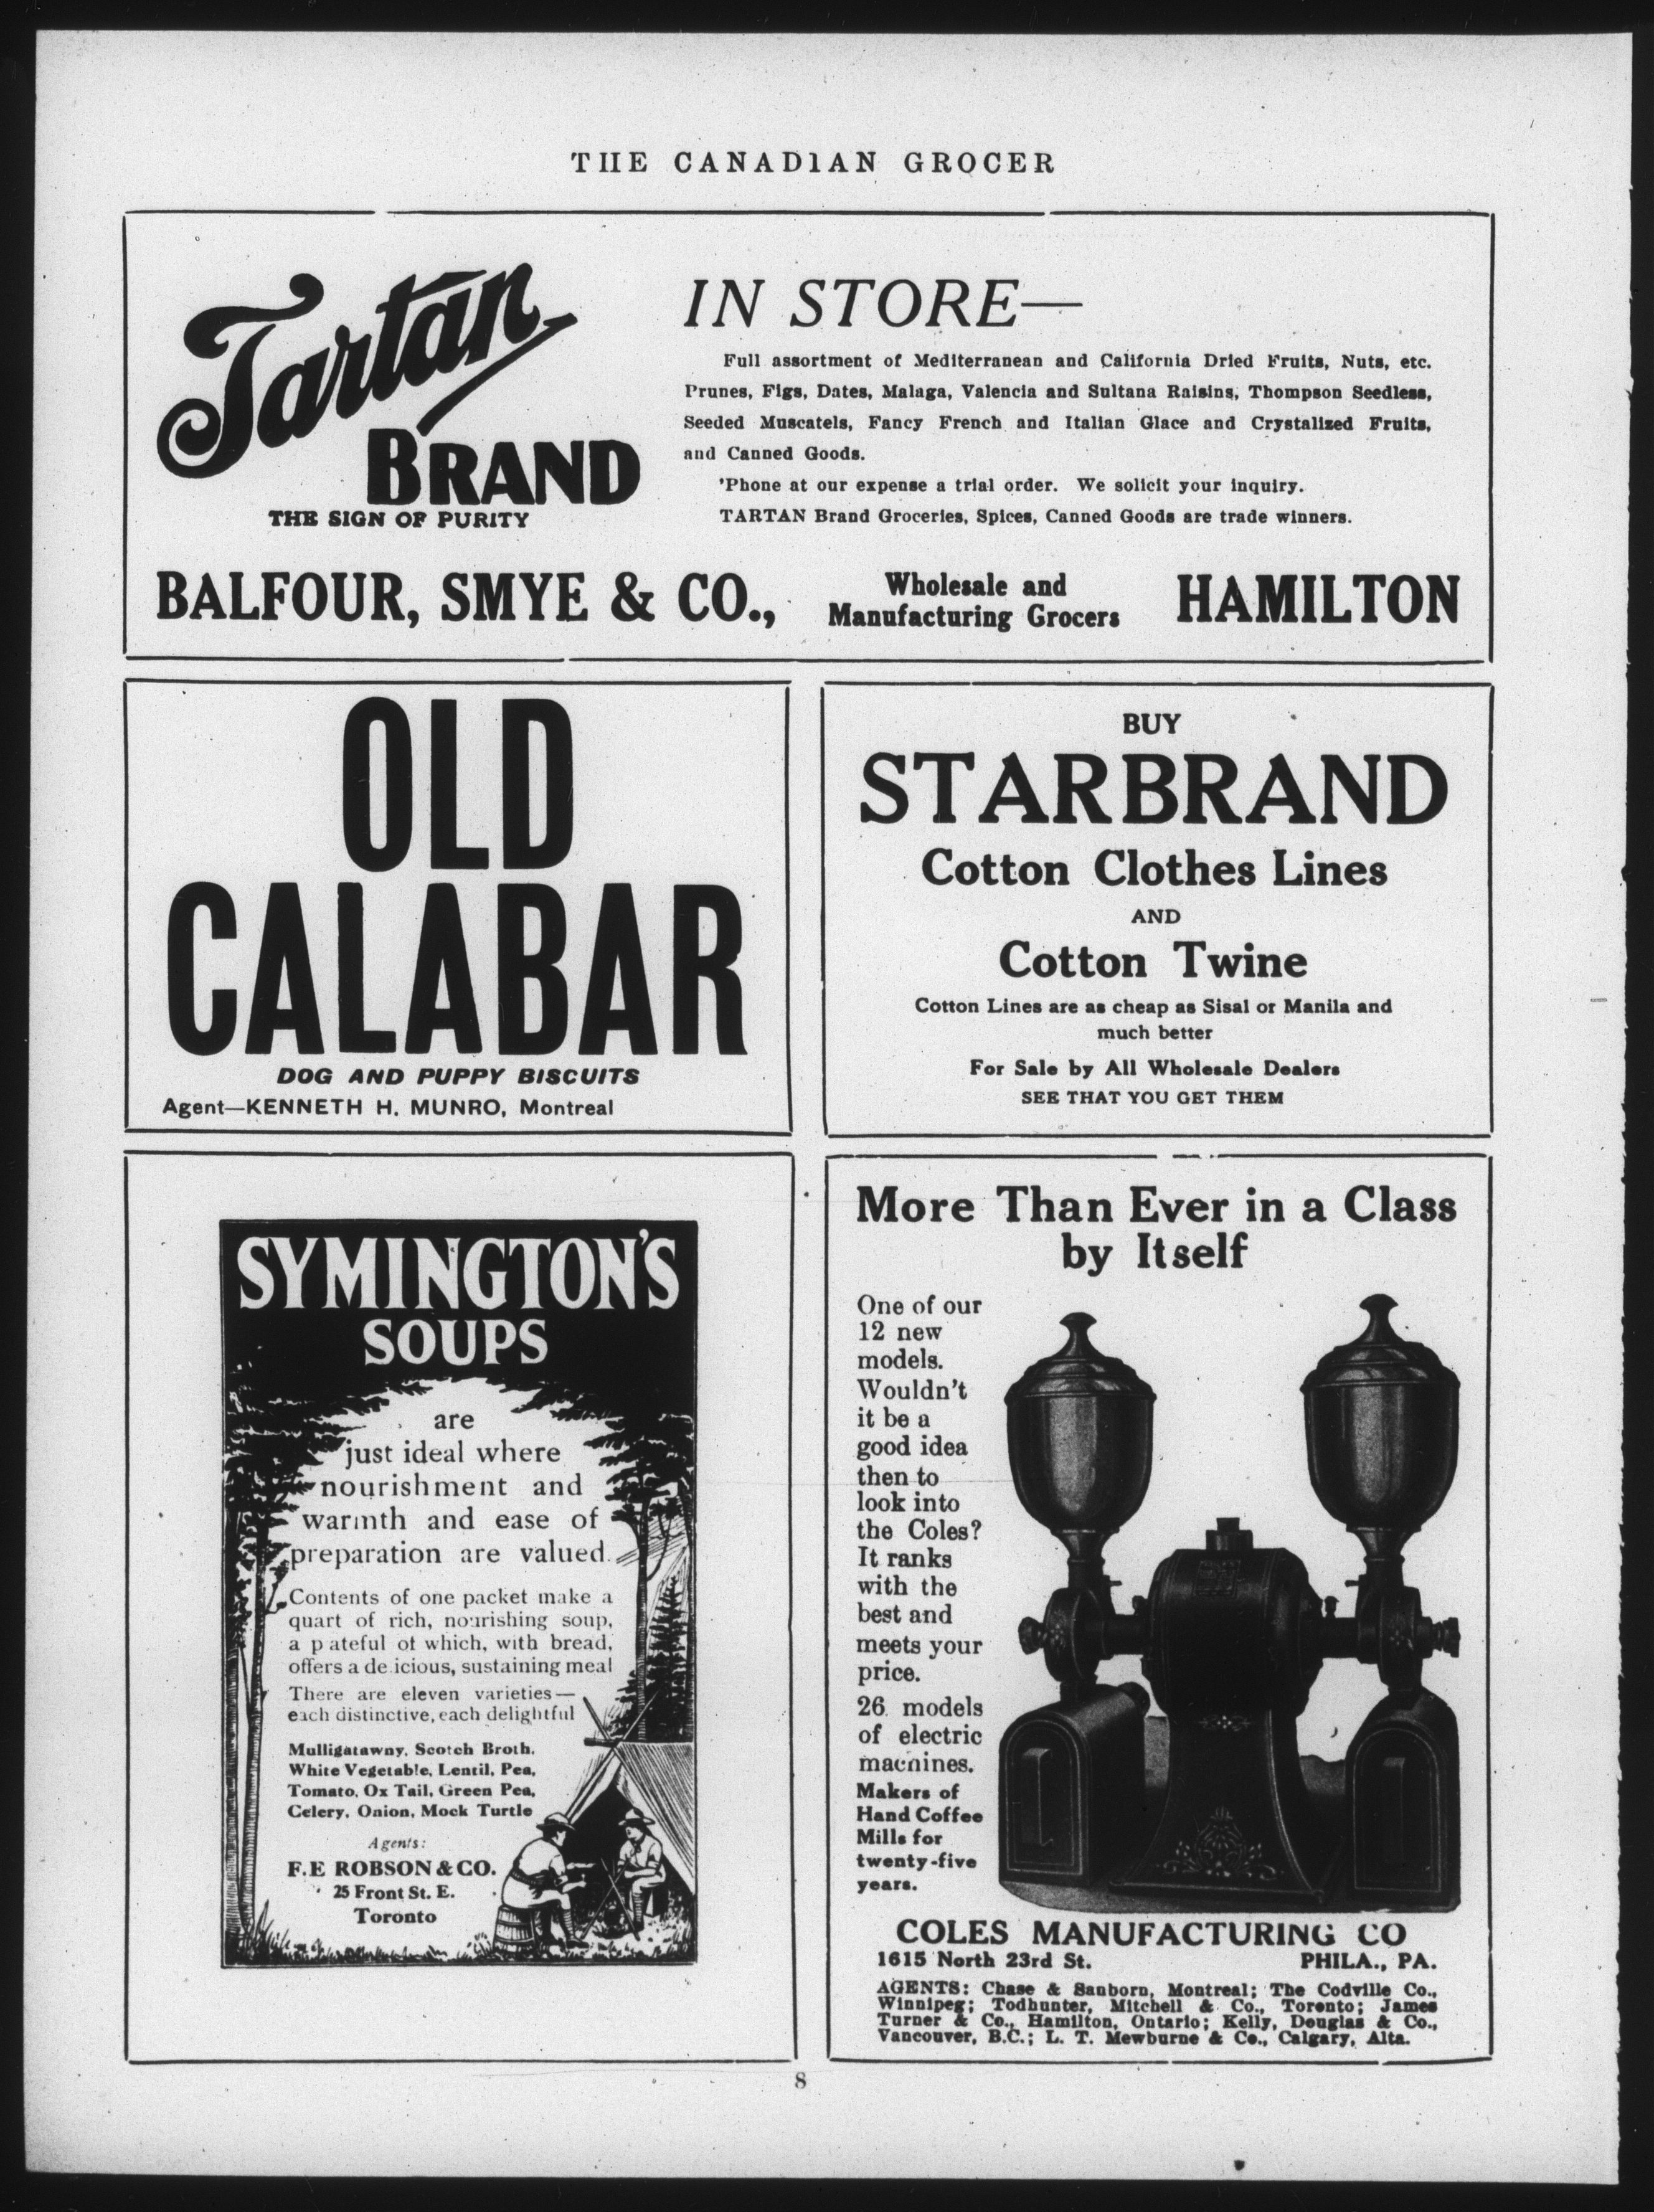 THE CANADIAN GROCER
Tartan
BRAND
THE SIGN OF PURITY
IN STORE—
Full assortment of Mediterranean and California Dried Fruits, Nuts, etc.
Prunes, Figs, Dates, Malaga, Valencia and Sultana Raisins, Thompson Seedless,
Seeded Muscatels, Fancy French and Italian Glace and Crystalized Fruits,
and Canned Goods.
'Phone at our expense a trial order. We solicit your inquiry.
TARTAN Brand Groceries, Spices, Canned Goods are trade winners.
BALFOUR, SMYE & CO.,
Wholesale and
Manufacturing Grocers
HAMILTON
OLD
CALABAR
DOG AND PUPPY BISCUITS
Agent—KENNETH H. MUNRO, Montreal
BUY
STARBRAND
Cotton Clothes Lines
AND
Cotton Twine
Cotton Lines are as cheap as Sisal or Manila and
much better
For Sale by All Wholesale Dealers
SEE THAT YOU GET THEM
SYMINGTON'S
SOUPS
are
just ideal where
nourishment and
warmth and ease of
preparation are valued.
Contents of one packet make a
quart of rich, nourishing soup,
a p ateful of which, with bread,
offers a de icious, sustaining meal
There are eleven varieties—
each distinctive, each delightful
Mulligatawny, Scotch Broth,
White Vegetable, Lentil, Pea,
Tomato, Ox Tail, Green Pea,
Celery, Onion, Mock Turtle
Agents:
F. E ROBSON & CO.
25 Front St. E.
Toronto
More Than Ever in a Class
by Itself
One of our
12 new
models.
Wouldn't
it be a
good idea
then to
look into
the Coles?
It ranks
with the
best and
meets your
price.
26 models
of electric
machines.
Makers of
Hand Coffee
Mills for
twenty-five
years.
COLES MANUFACTURING CO
1615 North 23rd St. PHILA., PA.
AGENTS: Chase & Sanborn, Montreal; The Codville Co.,
Winnipeg; Todhunter, Mitchell & Co., Toronto; James
Turner & Co., Hamilton, Ontario; Kelly, Douglas & Co.,
Vancouver, B.C.; L. T. Mewburne & Co., Calgary, Alta.
8